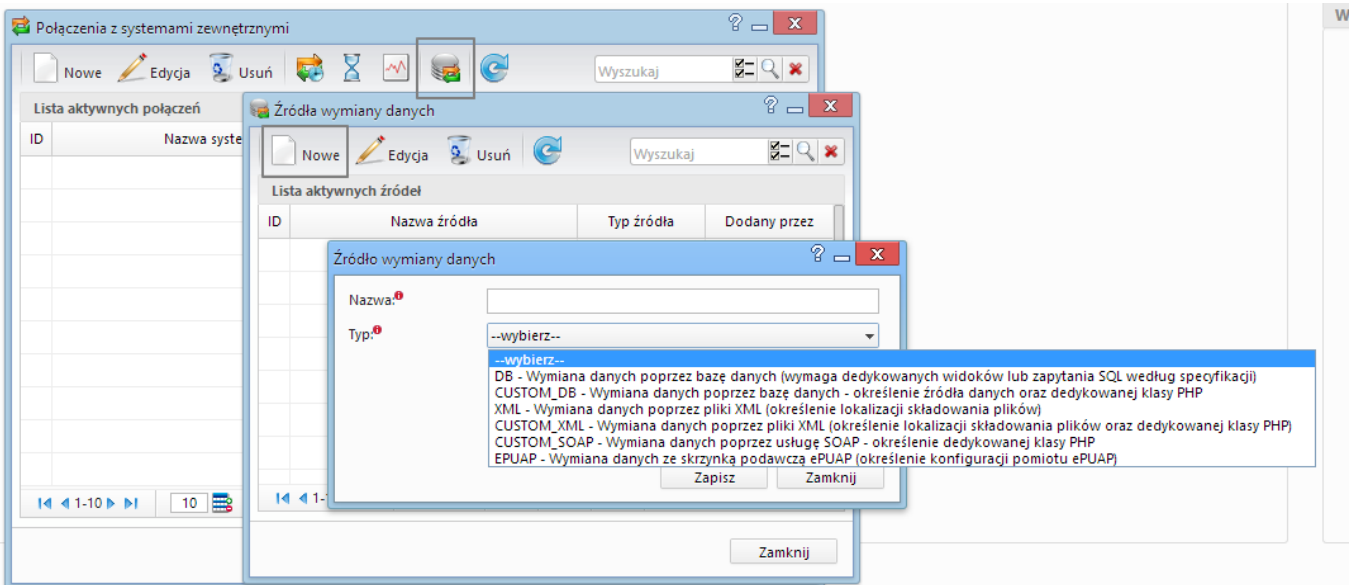 Połączenia z systemami zewnętrznymi
W
Nowe Edycja Usuń Wyszukaj
Lista aktywnych połączeń
ID Nazwa syste
Źródła wymiany danych
Nowe Edycja Usuń Wyszukaj
Lista aktywnych źródeł
ID Nazwa źródła Typ źródła Dodany przez
Źródło wymiany danych
Nazwa:
Typ:
--wybierz--
--wybierz--
DB - Wymiana danych poprzez bazę danych (wymaga dedykowanych widoków lub zapytania SQL według specyfikacji)
CUSTOM_DB - Wymiana danych poprzez bazę danych - określenie źródła danych oraz dedykowanej klasy PHP
XML - Wymiana danych poprzez pliki XML (określenie lokalizacji składowania plików)
CUSTOM_XML - Wymiana danych poprzez pliki XML (określenie lokalizacji składowania plików oraz dedykowanej klasy PHP)
CUSTOM_SOAP - Wymiana danych poprzez usługę SOAP - określenie dedykowanej klasy PHP
EPUAP - Wymiana danych ze skrzynką podawczą ePUAP (określenie konfiguracji pomiotu ePUAP)
Zapisz Zamknij
1-10 10
1-
Zamknij